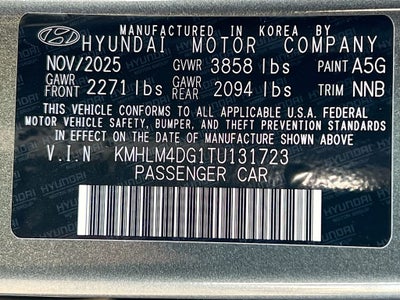 MANUFACTURED IN KOREA BY
HYUNDAI MOTOR COMPANY
NOV/2025 GVWR 3858 lbs PAINT A5G
GAWR FRONT 2271 lbs GAWR REAR 2094 lbs TRIM NNB
THIS VEHICLE CONFORMS TO ALL APPLICABLE U.S.A. FEDERAL
MOTOR VEHICLE SAFETY, BUMPER, AND THEFT PREVENTION STANDARDS
IN EFFECT ON THE DATE OF MANUFACTURE SHOWN ABOVE
V.I.N KMHLM4DG1TU131723
PASSENGER CAR